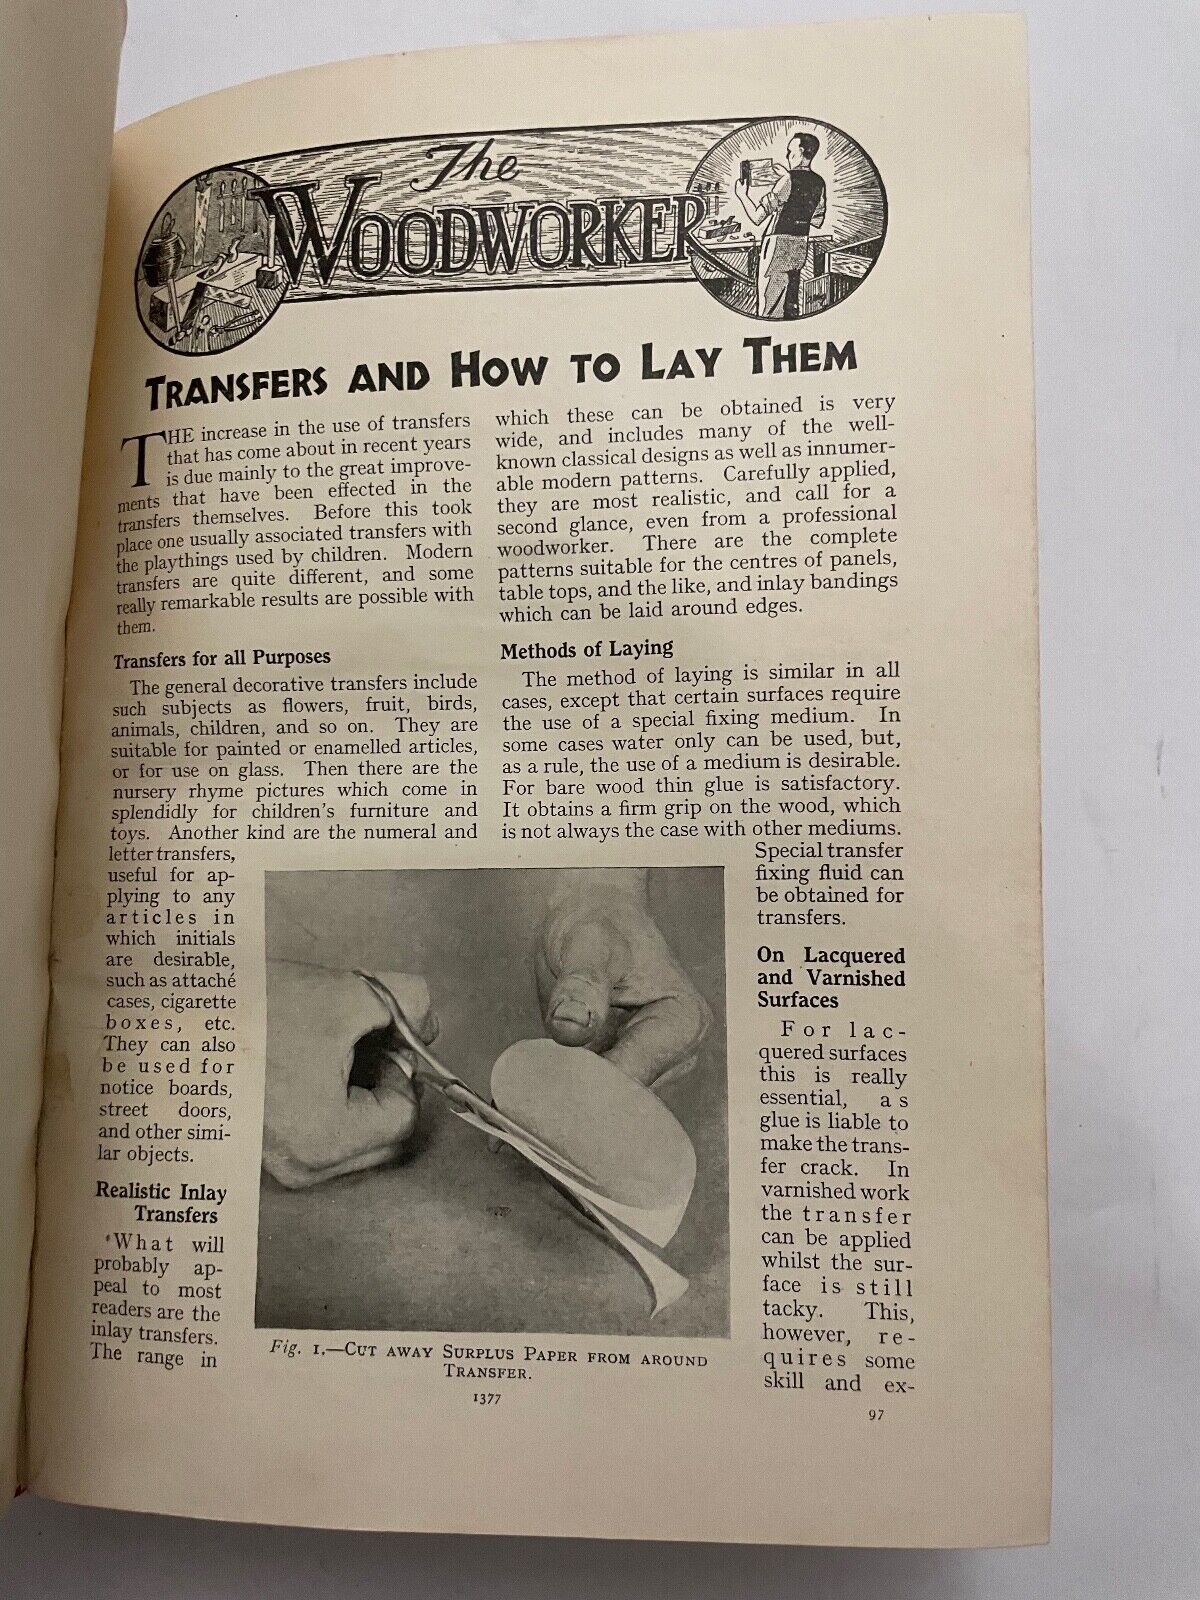 The
WOODWORKER
TRANSFERS AND HOW TO LAY THEM
THE increase in the use of transfers
that has come about in recent years
is due mainly to the great improve-
ments that have been effected in the
transfers themselves. Before this took
place one usually associated transfers with
the playthings used by children. Modern
transfers are quite different, and some
really remarkable results are possible with
them.
Transfers for all Purposes
The general decorative transfers include
such subjects as flowers, fruit, birds,
animals, children, and so on. They are
suitable for painted or enamelled articles,
or for use on glass. Then there are the
nursery rhyme pictures which come in
splendidly for children's furniture and
toys. Another kind are the numeral and
letter transfers,
useful for ap-
plying to any
articles in
which initials
are desirable,
such as attaché
cases, cigarette
boxes, etc.
They can also
be used for
notice boards,
street doors,
and other simi-
lar objects.
Realistic Inlay
Transfers
What will
probably ap-
peal to most
readers are the
inlay transfers.
The range in
which these can be obtained is very
wide, and includes many of the well-
known classical designs as well as innumer-
able modern patterns. Carefully applied,
they are most realistic, and call for a
second glance, even from a professional
woodworker. There are the complete
patterns suitable for the centres of panels,
table tops, and the like, and inlay bandings
which can be laid around edges.
Methods of Laying
The method of laying is similar in all
cases, except that certain surfaces require
the use of a special fixing medium. In
some cases water only can be used, but,
as a rule, the use of a medium is desirable.
For bare wood thin glue is satisfactory.
It obtains a firm grip on the wood, which
is not always the case with other mediums.
Special transfer
fixing fluid can
be obtained for
transfers.
On Lacquered
and Varnished
Surfaces
For lac-
quered surfaces
this is really
essential, as
glue is liable to
make the trans-
fer crack. In
varnished work
the transfer
can be applied
whilst the sur-
face is still
tacky. This,
however, re-
quires some
skill and ex-
Fig. 1.—CUT AWAY SURPLUS PAPER FROM AROUND
TRANSFER.
1377
97